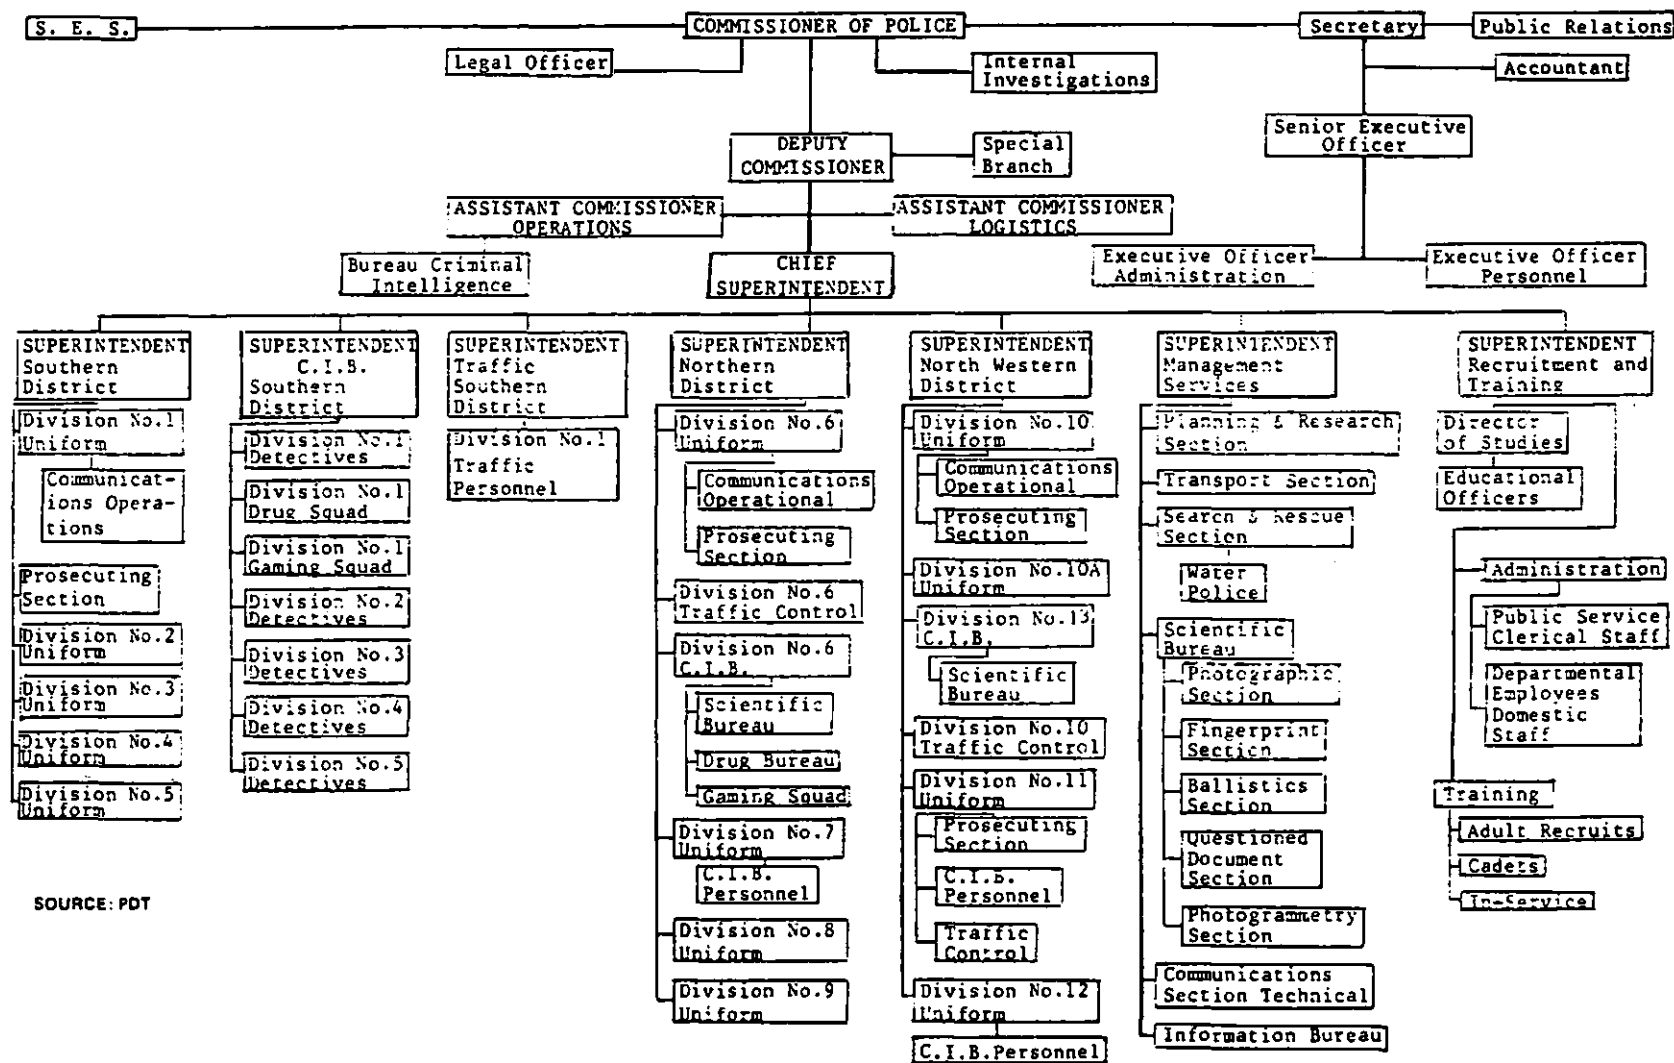 S. E. S.
COMMISSIONER OF POLICE
Secretary
Public Relations
Legal Officer
Internal
Investigations
Accountant
DEPUTY
COMMISSIONER
Special
Branch
Senior Executive
Officer
ASSISTANT COMMISSIONER
OPERATIONS
ASSISTANT COMMISSIONER
LOGISTICS
Bureau Criminal
Intelligence
CHIEF
SUPERINTENDENT
Executive Officer
Administration
Executive Officer
Personnel
SUPERINTENDENT
Southern
District
Division No.1
Uniform
Communicat-
ions Opera-
tions
Prosecuting
Section
Division No.2
Uniform
Division No.3
Uniform
Division No.4
Uniform
Division No.5
Uniform
SUPERINTENDENT
C.I.B.
Southern
District
Division No.1
Detectives
Division No.1
Drug Squad
Division No.1
Gaming Squad
Division No.2
Detectives
Division No.3
Detectives
Division No.4
Detectives
Division No.5
Detectives
SUPERINTENDENT
Traffic
Southern
District
Division No.1
Traffic
Personnel
SUPERINTENDENT
Northern
District
Division No.6
Uniform
Communications
Operational
Prosecuting
Section
Division No.6
Traffic Control
Division No.6
C.I.B.
Scientific
Bureau
Drug Bureau
Gaming Squad
Division No.7
Uniform
C.I.B.
Personnel
Division No.8
Uniform
Division No.9
Uniform
SUPERINTENDENT
North Western
District
Division No.10
Uniform
Communications
Operational
Prosecuting
Section
Division No.10A
Uniform
Division No.13
C.I.B.
Scientific
Bureau
Division No.10
Traffic Control
Division No.11
Uniform
Prosecuting
Section
C.I.B.
Personnel
Traffic
Control
Division No.12
Uniform
C.I.B.Personnel
SUPERINTENDENT
Management
Services
Planning & Research
Section
Transport Section
Search & Rescue
Section
Water
Police
Scientific
Bureau
Photographic
Section
Fingerprint
Section
Ballistics
Section
Questioned
Document
Section
Photogrammetry
Section
Communications
Section Technical
Information Bureau
SUPERINTENDENT
Recruitment and
Training
Director
of Studies
Educational
Officers
Administration
Public Service
Clerical Staff
Departmental
Employees
Domestic
Staff
Training
Adult Recruits
Cadets
In-Service
SOURCE: PDT